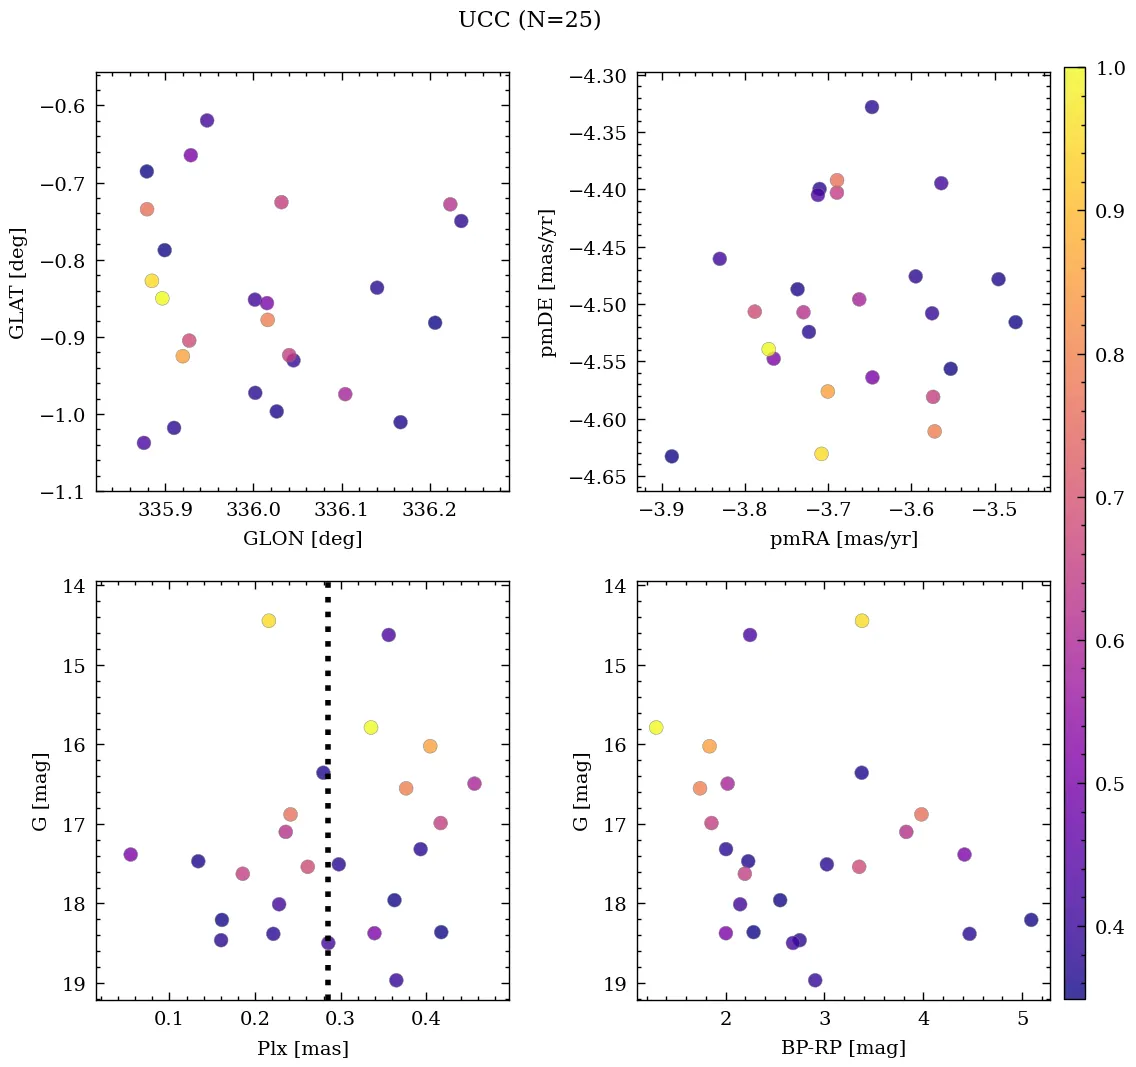 UCC (N=25)
−0.6
−0.7
−0.8
−0.9
−1.0
−1.1
GLAT [deg]
335.9 336.0 336.1 336.2
GLON [deg]
−4.30
−4.35
−4.40
−4.45
−4.50
−4.55
−4.60
−4.65
pmDE [mas/yr]
−3.9 −3.8 −3.7 −3.6 −3.5
pmRA [mas/yr]
14
15
16
17
18
19
G [mag]
0.1 0.2 0.3 0.4
Plx [mas]
14
15
16
17
18
19
G [mag]
2 3 4 5
BP-RP [mag]
1.0
0.9
0.8
0.7
0.6
0.5
0.4